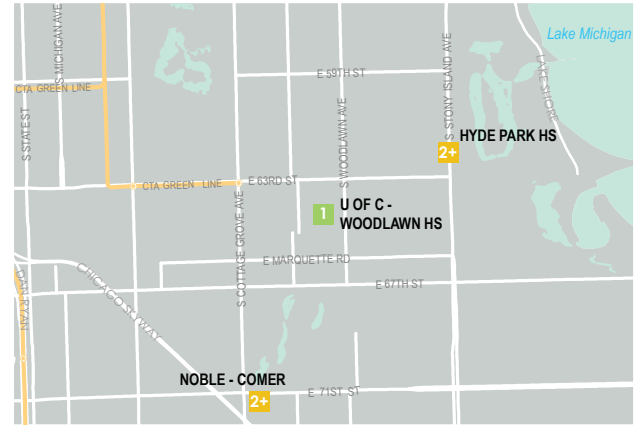 S MICHIGAN AVE
Lake Michigan
LAKE SHORE
E 59TH ST
S STONY ISLAND AVE
CTA GREEN LINE
S STATE ST
S WOODLAWN AVE
HYDE PARK HS
2+
CTA GREEN LINE
E 63RD ST
S COTTAGE GROVE AVE
1
U OF C -
WOODLAWN HS
E MARQUETTE RD
DAN RYAN
CHICAGO SKYWAY
E 67TH ST
NOBLE - COMER
2+
E 71ST ST